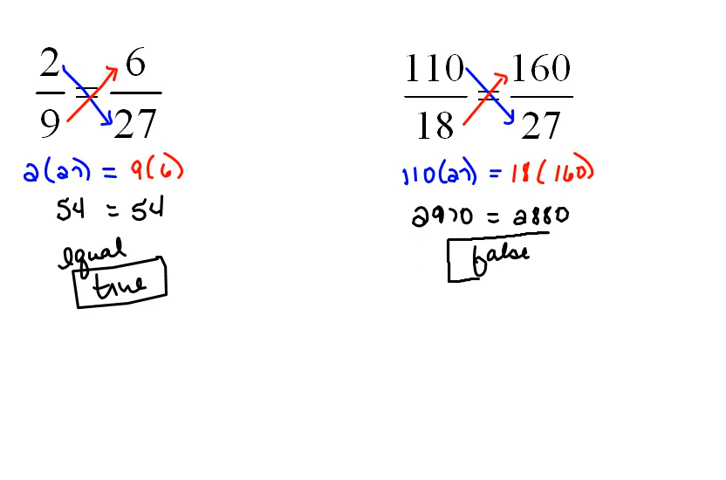 2/9 = 6/27
2(27) = 9(6)
54 = 54
equal
true
110/18 = 160/27
110(27) = 18(160)
2970 = 2880
false